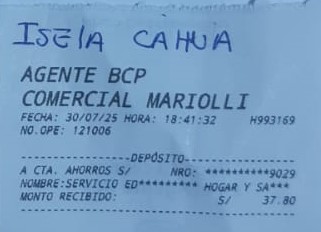 ISELA CAHUA
AGENTE BCP
COMERCIAL MARIOLLI
FECHA: 30/07/25 HORA: 18:41:32 H993169
NO.OPE: 121006
--------------------DEPÓSITO--------------------
A CTA. AHORROS S/ NRO: **********9029
NOMBRE:SERVICIO ED********* HOGAR Y SA***
MONTO RECIBIDO: S/ 37.80